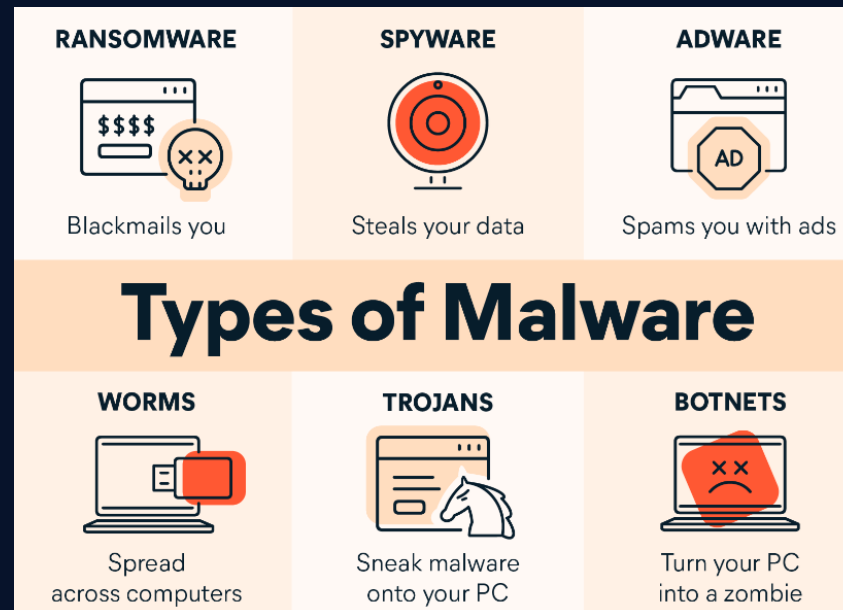 RANSOMWARE
SPYWARE
ADWARE
$$$$
AD
Blackmails you
Steals your data
Spams you with ads
Types of Malware
WORMS
TROJANS
BOTNETS
Spread
across computers
Sneak malware
onto your PC
Turn your PC
into a zombie